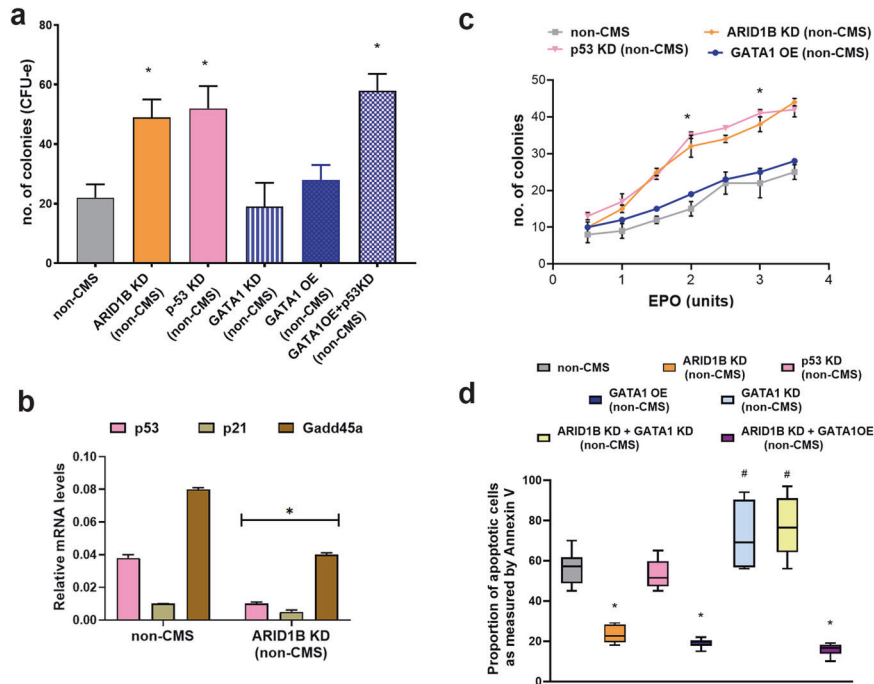 a
no. of colonies (CFU-e)
80
60
40
20
0
*
*
*
non-CMS
ARID1B KD
(non-CMS)
p-53 KD
(non-CMS)
GATA1 KD
(non-CMS)
GATA1 OE
(non-CMS)
GATA1OE+p53KD
(non-CMS)
b
p53
p21
Gadd45a
Relative mRNA levels
0.10
0.08
0.06
0.04
0.02
0.00
*
non-CMS
ARID1B KD
(non-CMS)
c
non-CMS
ARID1B KD (non-CMS)
p53 KD (non-CMS)
GATA1 OE (non-CMS)
no. of colonies
50
40
30
20
10
0
*
*
0
1
2
3
4
EPO (units)
d
non-CMS
ARID1B KD
(non-CMS)
p53 KD
(non-CMS)
GATA1 OE
(non-CMS)
GATA1 KD
(non-CMS)
ARID1B KD + GATA1 KD
(non-CMS)
ARID1B KD + GATA1OE
(non-CMS)
Proportion of apoptotic cells
as measured by Annexin V
100
80
60
40
20
0
*
*
#
#
*